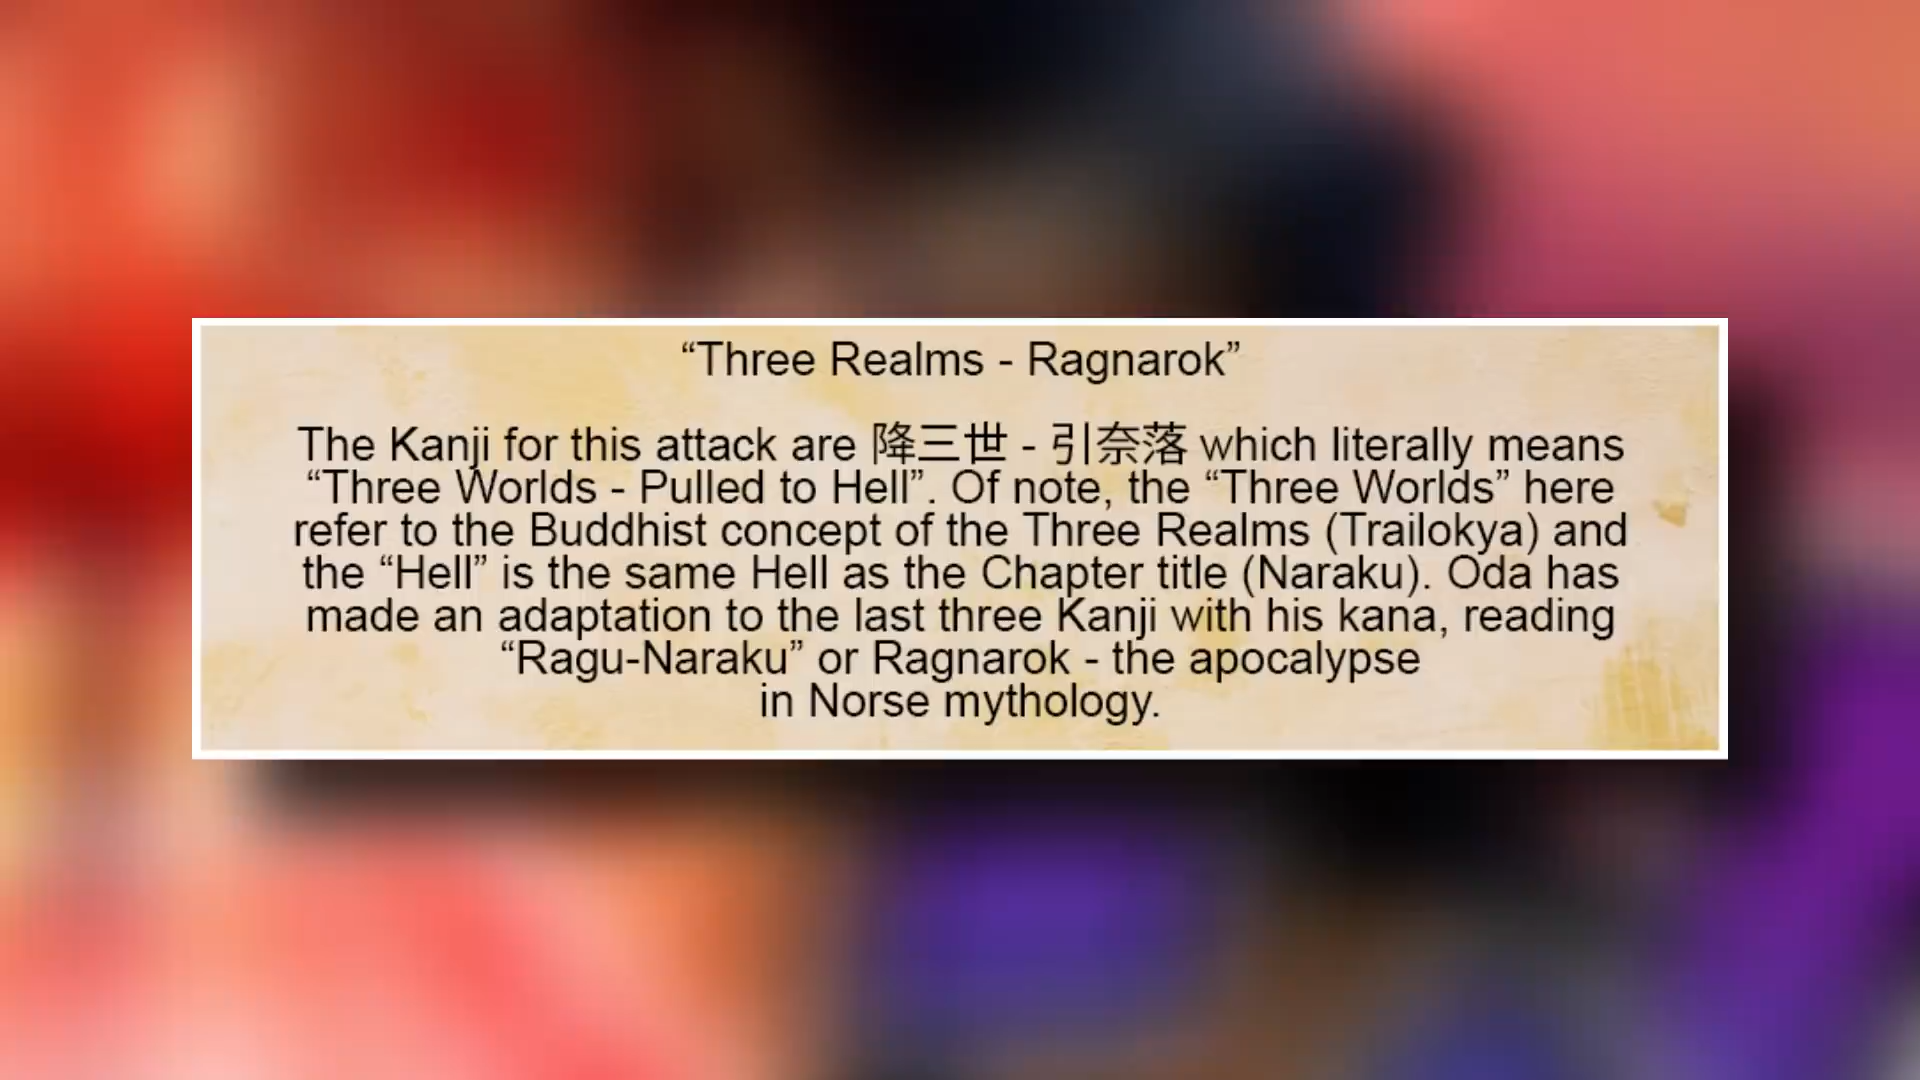 “Three Realms - Ragnarok”
The Kanji for this attack are 降三世 - 引奈落 which literally means
“Three Worlds - Pulled to Hell”. Of note, the “Three Worlds” here
refer to the Buddhist concept of the Three Realms (Trailokya) and
the “Hell” is the same Hell as the Chapter title (Naraku). Oda has
made an adaptation to the last three Kanji with his kana, reading
“Ragu-Naraku” or Ragnarok - the apocalypse
in Norse mythology.